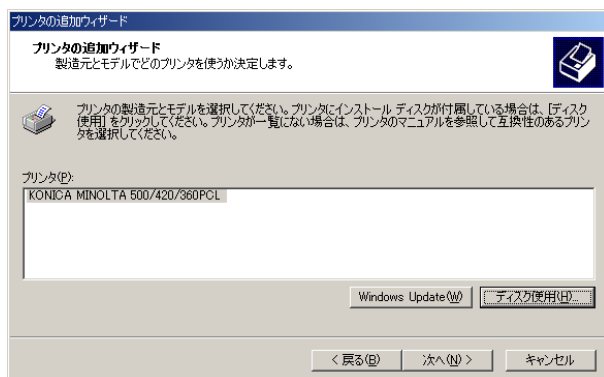 プリンタの追加ウィザード
プリンタの追加ウィザード
製造元とモデルでどのプリンタを使うか決定します。
プリンタの製造元とモデルを選択してください。プリンタにインストール ディスクが付属している場合は、[ディスク
使用] をクリックしてください。プリンタが一覧にない場合は、プリンタのマニュアルを参照して互換性のあるプリン
タを選択してください。
プリンタ(P):
KONICA MINOLTA 500/420/360PCL
Windows Update(W) ディスク使用(H)...
< 戻る(B) 次へ(N) > キャンセル